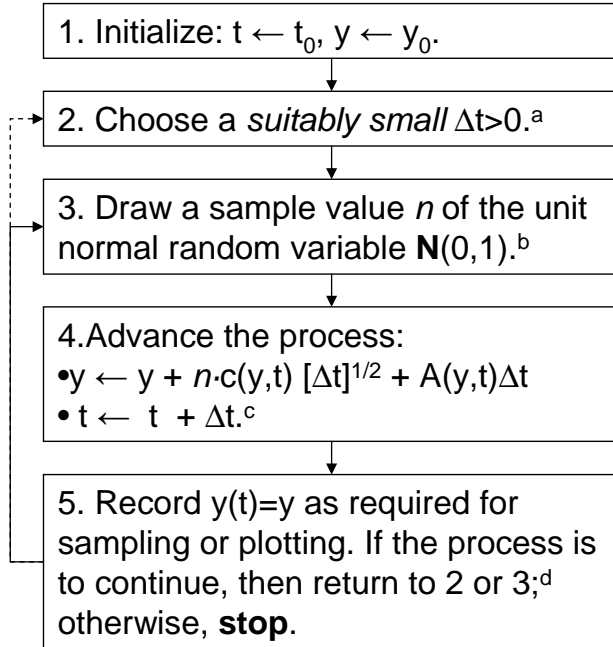 1. Initialize: t ← t₀, y ← y₀.
2. Choose a suitably small Δt>0.ᵃ
3. Draw a sample value n of the unit
normal random variable N(0,1).ᵇ
4.Advance the process:
•y ← y + n·c(y,t) [Δt]¹ᐟ² + A(y,t)Δt
• t ← t + Δt.ᶜ
5. Record y(t)=y as required for
sampling or plotting. If the process is
to continue, then return to 2 or 3;ᵈ
otherwise, stop.